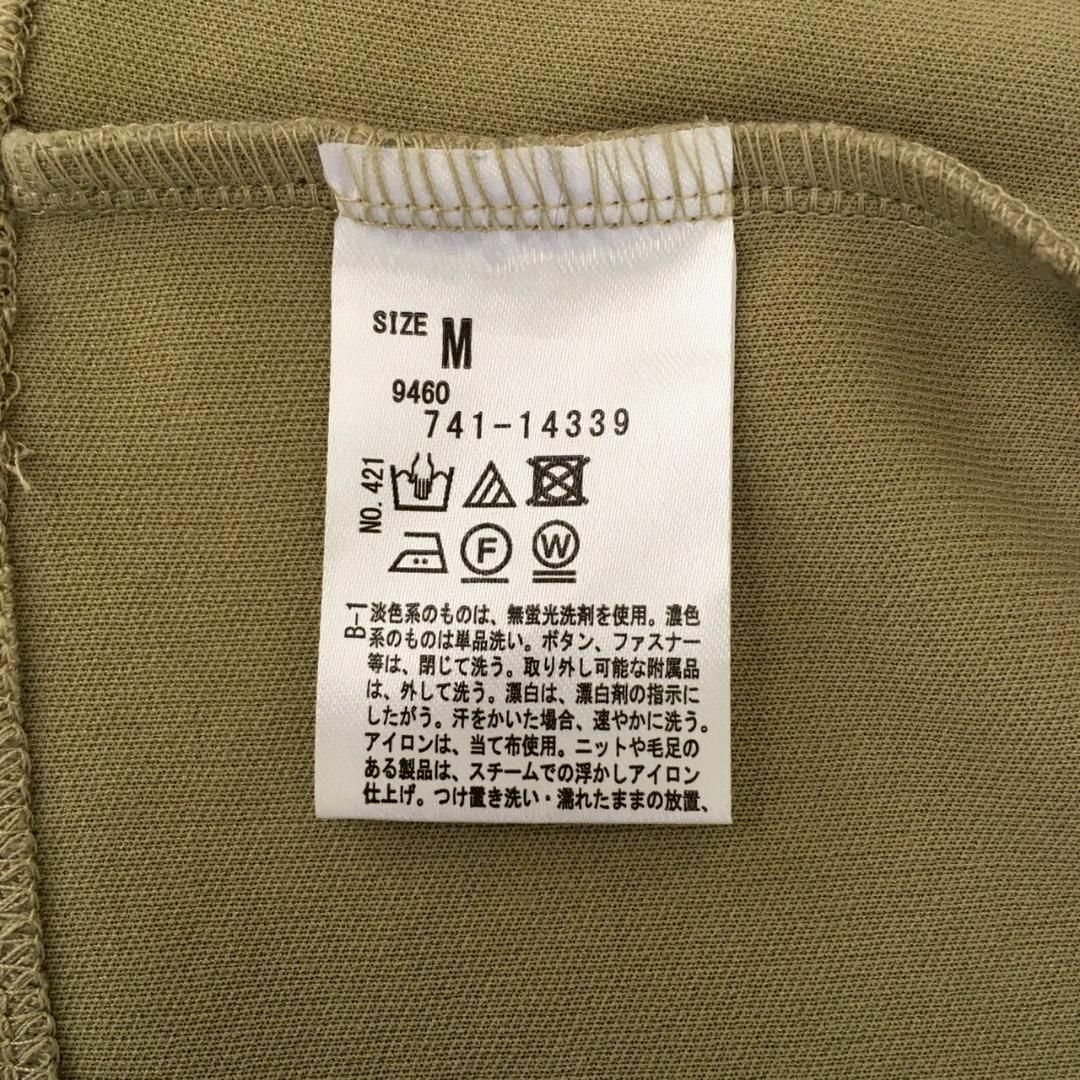 SIZE M
9460
741-14339
NO.421
F W
B-1
淡色系のものは、無蛍光洗剤を使用。濃色
系のものは単品洗い。ボタン、ファスナー
等は、閉じて洗う。取り外し可能な附属品
は、外して洗う。漂白は、漂白剤の指示に
したがう。汗をかいた場合、速やかに洗う。
アイロンは、当て布使用。ニットや毛足の
ある製品は、スチームでの浮かしアイロン
仕上げ。つけ置き洗い・濡れたままの放置、